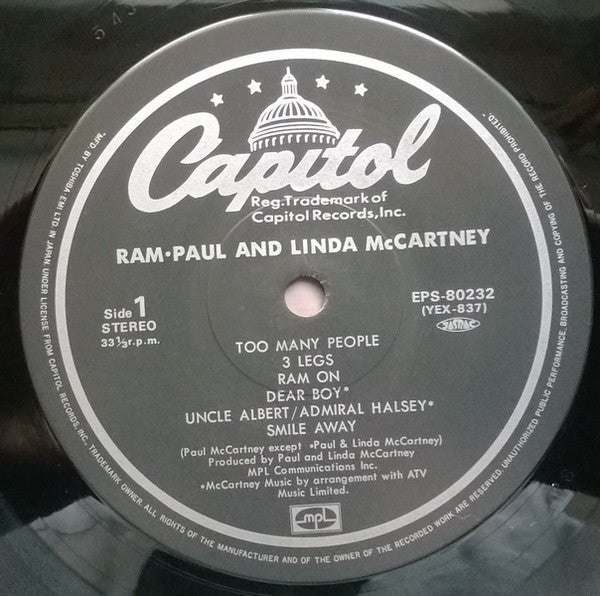 Capitol
Reg. Trademark of
Capitol Records, Inc.
RAM•PAUL AND LINDA McCARTNEY
Side 1
STEREO
33⅓r.p.m.
EPS-80232
(YEX-837)
JASRAC
TOO MANY PEOPLE
3 LEGS
RAM ON
DEAR BOY*
UNCLE ALBERT/ADMIRAL HALSEY*
SMILE AWAY
(Paul McCartney except •Paul & Linda McCartney)
Produced by Paul and Linda McCartney
MPL Communications Inc.
•McCartney Music by arrangement with ATV
Music Limited.
mpl
"MFD. BY TOSHIBA EMI LTD IN JAPAN UNDER LICENSE FROM CAPITOL RECORDS, INC., TRADEMARK OWNER. ALL RIGHTS OF THE MANUFACTURER AND OF THE OWNER OF THE RECORDED WORK ARE RESERVED. UNAUTHORIZED PUBLIC PERFORMANCE, BROADCASTING AND COPYING OF THE RECORD PROHIBITED"